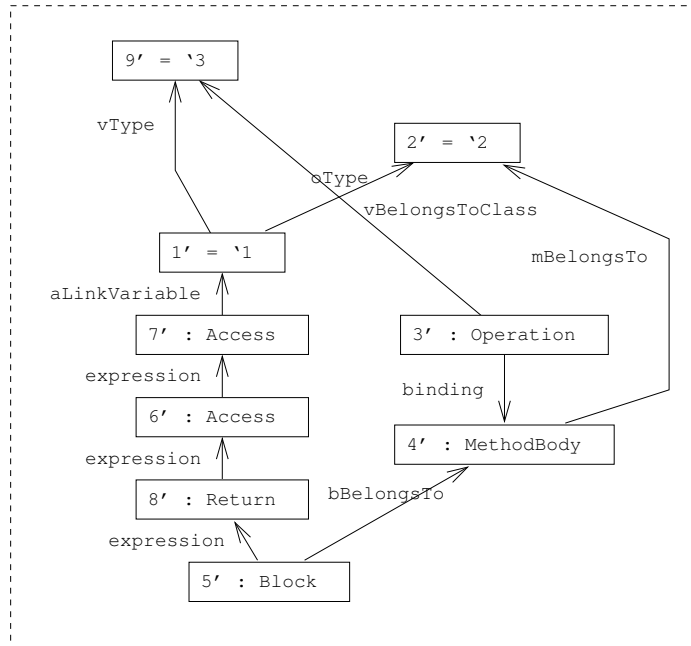 9′ = ‘3
vType
2′ = ‘2
oType
vBelongsToClass
1′ = ‘1
mBelongsTo
aLinkVariable
7′ : Access
3′ : Operation
expression
binding
6′ : Access
4′ : MethodBody
expression
8′ : Return
bBelongsTo
expression
5′ : Block